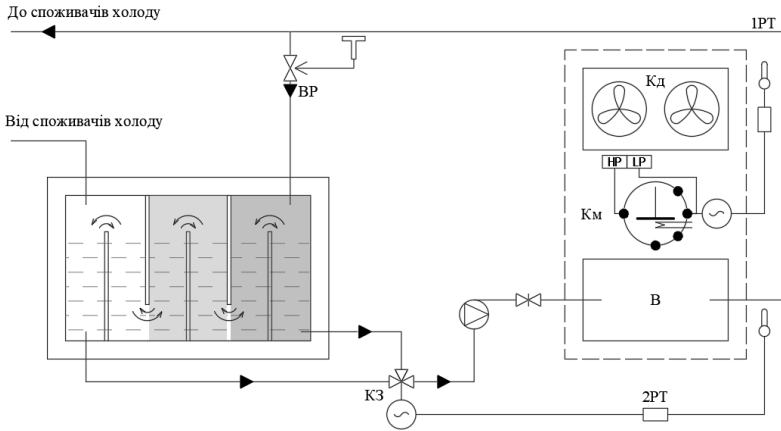 До споживачів холоду
1РТ
Кд
ВР
Від споживачів холоду
HP LP
Км
В
КЗ
2РТ